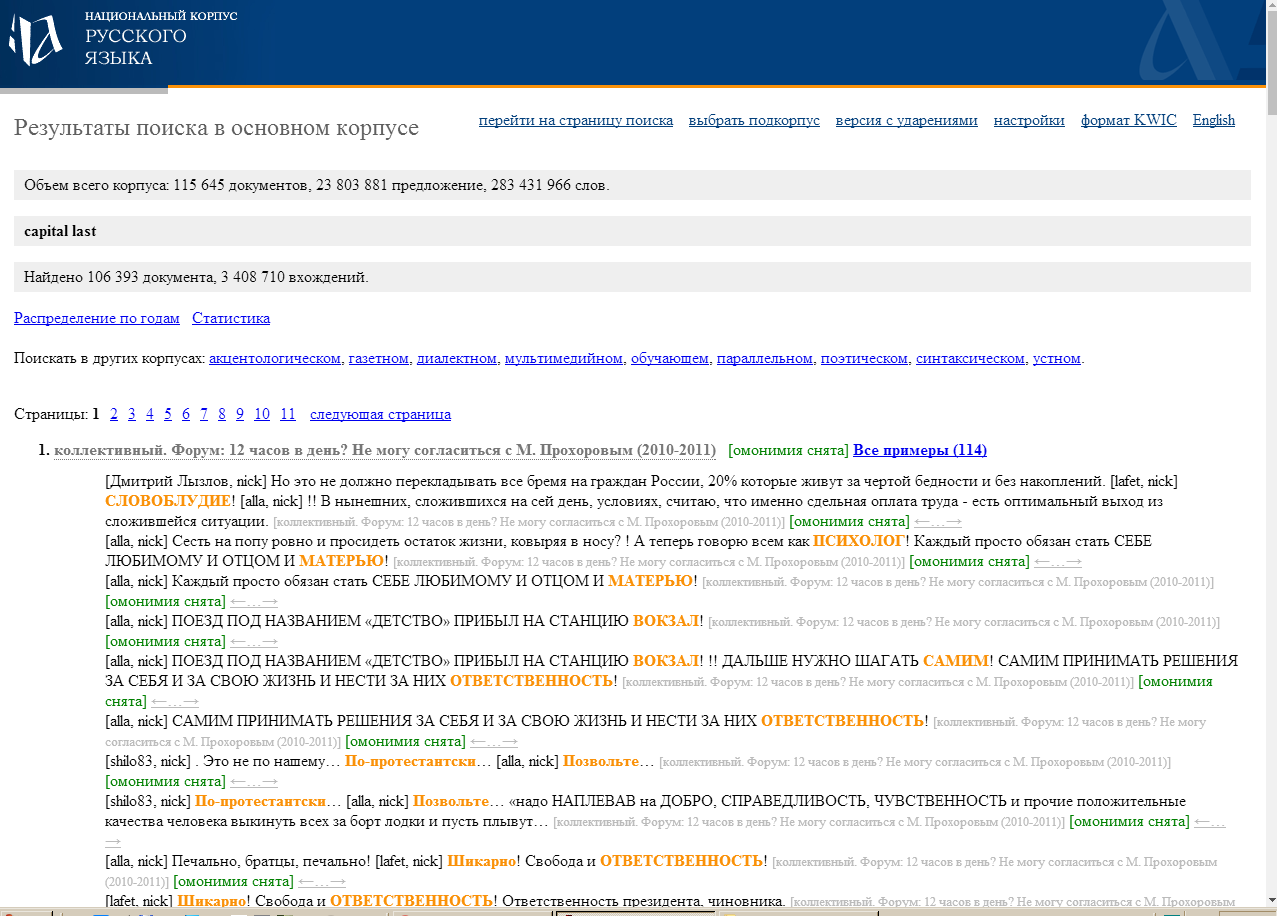 НАЦИОНАЛЬНЫЙ КОРПУС
РУССКОГО
ЯЗЫКА
Результаты поиска в основном корпусе
перейти на страницу поиска выбрать подкорпус версия с ударениями настройки формат KWIC English
Объем всего корпуса: 115 645 документов, 23 803 881 предложение, 283 431 966 слов.
capital last
Найдено 106 393 документа, 3 408 710 вхождений.
Распределение по годам Статистика
Поискать в других корпусах: акцентологическом, газетном, диалектном, мультимедийном, обучающем, параллельном, поэтическом, синтаксическом, устном.
Страницы: 1 2 3 4 5 6 7 8 9 10 11 следующая страница
1. коллективный. Форум: 12 часов в день? Не могу согласиться с М. Прохоровым (2010-2011) [омонимия снята] Все примеры (114)
[Дмитрий Лызлов, nick] Но это не должно перекладывать все бремя на граждан России, 20% которые живут за чертой бедности и без накоплений. [lafet, nick]
СЛОВОБЛУДИЕ! [alla, nick] !! В нынешних, сложившихся на сей день, условиях, считаю, что именно сдельная оплата труда - есть оптимальный выход из
сложившейся ситуации. [коллективный. Форум: 12 часов в день? Не могу согласиться с М. Прохоровым (2010-2011)] [омонимия снята] ←…→
[alla, nick] Сесть на попу ровно и просидеть остаток жизни, ковыряя в носу? ! А теперь говорю всем как ПСИХОЛОГ! Каждый просто обязан стать СЕБЕ
ЛЮБИМОМУ И ОТЦОМ И МАТЕРЬЮ! [коллективный. Форум: 12 часов в день? Не могу согласиться с М. Прохоровым (2010-2011)] [омонимия снята] ←…→
[alla, nick] Каждый просто обязан стать СЕБЕ ЛЮБИМОМУ И ОТЦОМ И МАТЕРЬЮ! [коллективный. Форум: 12 часов в день? Не могу согласиться с М. Прохоровым (2010-2011)]
[омонимия снята] ←…→
[alla, nick] ПОЕЗД ПОД НАЗВАНИЕМ «ДЕТСТВО» ПРИБЫЛ НА СТАНЦИЮ ВОКЗАЛ! [коллективный. Форум: 12 часов в день? Не могу согласиться с М. Прохоровым (2010-2011)]
[омонимия снята] ←…→
[alla, nick] ПОЕЗД ПОД НАЗВАНИЕМ «ДЕТСТВО» ПРИБЫЛ НА СТАНЦИЮ ВОКЗАЛ! !! ДАЛЬШЕ НУЖНО ШАГАТЬ САМИМ! САМИМ ПРИНИМАТЬ РЕШЕНИЯ
ЗА СЕБЯ И ЗА СВОЮ ЖИЗНЬ И НЕСТИ ЗА НИХ ОТВЕТСТВЕННОСТЬ! [коллективный. Форум: 12 часов в день? Не могу согласиться с М. Прохоровым (2010-2011)] [омонимия
снята] ←…→
[alla, nick] САМИМ ПРИНИМАТЬ РЕШЕНИЯ ЗА СЕБЯ И ЗА СВОЮ ЖИЗНЬ И НЕСТИ ЗА НИХ ОТВЕТСТВЕННОСТЬ! [коллективный. Форум: 12 часов в день? Не могу
согласиться с М. Прохоровым (2010-2011)] [омонимия снята] ←…→
[shilo83, nick] . Это не по нашему… По-протестантски… [alla, nick] Позвольте… [коллективный. Форум: 12 часов в день? Не могу согласиться с М. Прохоровым (2010-2011)]
[омонимия снята] ←…→
[shilo83, nick] По-протестантски… [alla, nick] Позвольте… «надо НАПЛЕВАВ на ДОБРО, СПРАВЕДЛИВОСТЬ, ЧУВСТВЕННОСТЬ и прочие положительные
качества человека выкинуть всех за борт лодки и пусть плывут… [коллективный. Форум: 12 часов в день? Не могу согласиться с М. Прохоровым (2010-2011)] [омонимия снята] ←…
→
[alla, nick] Печально, братцы, печально! [lafet, nick] Шикарно! Свобода и ОТВЕТСТВЕННОСТЬ! [коллективный. Форум: 12 часов в день? Не могу согласиться с М. Прохоровым
(2010-2011)] [омонимия снята] ←…→
[lafet, nick] Шикарно! Свобода и ОТВЕТСТВЕННОСТЬ! Ответственность президента, чиновника. [коллективный. Форум: 12 часов в день? Не могу согласиться с М. Прохоровым